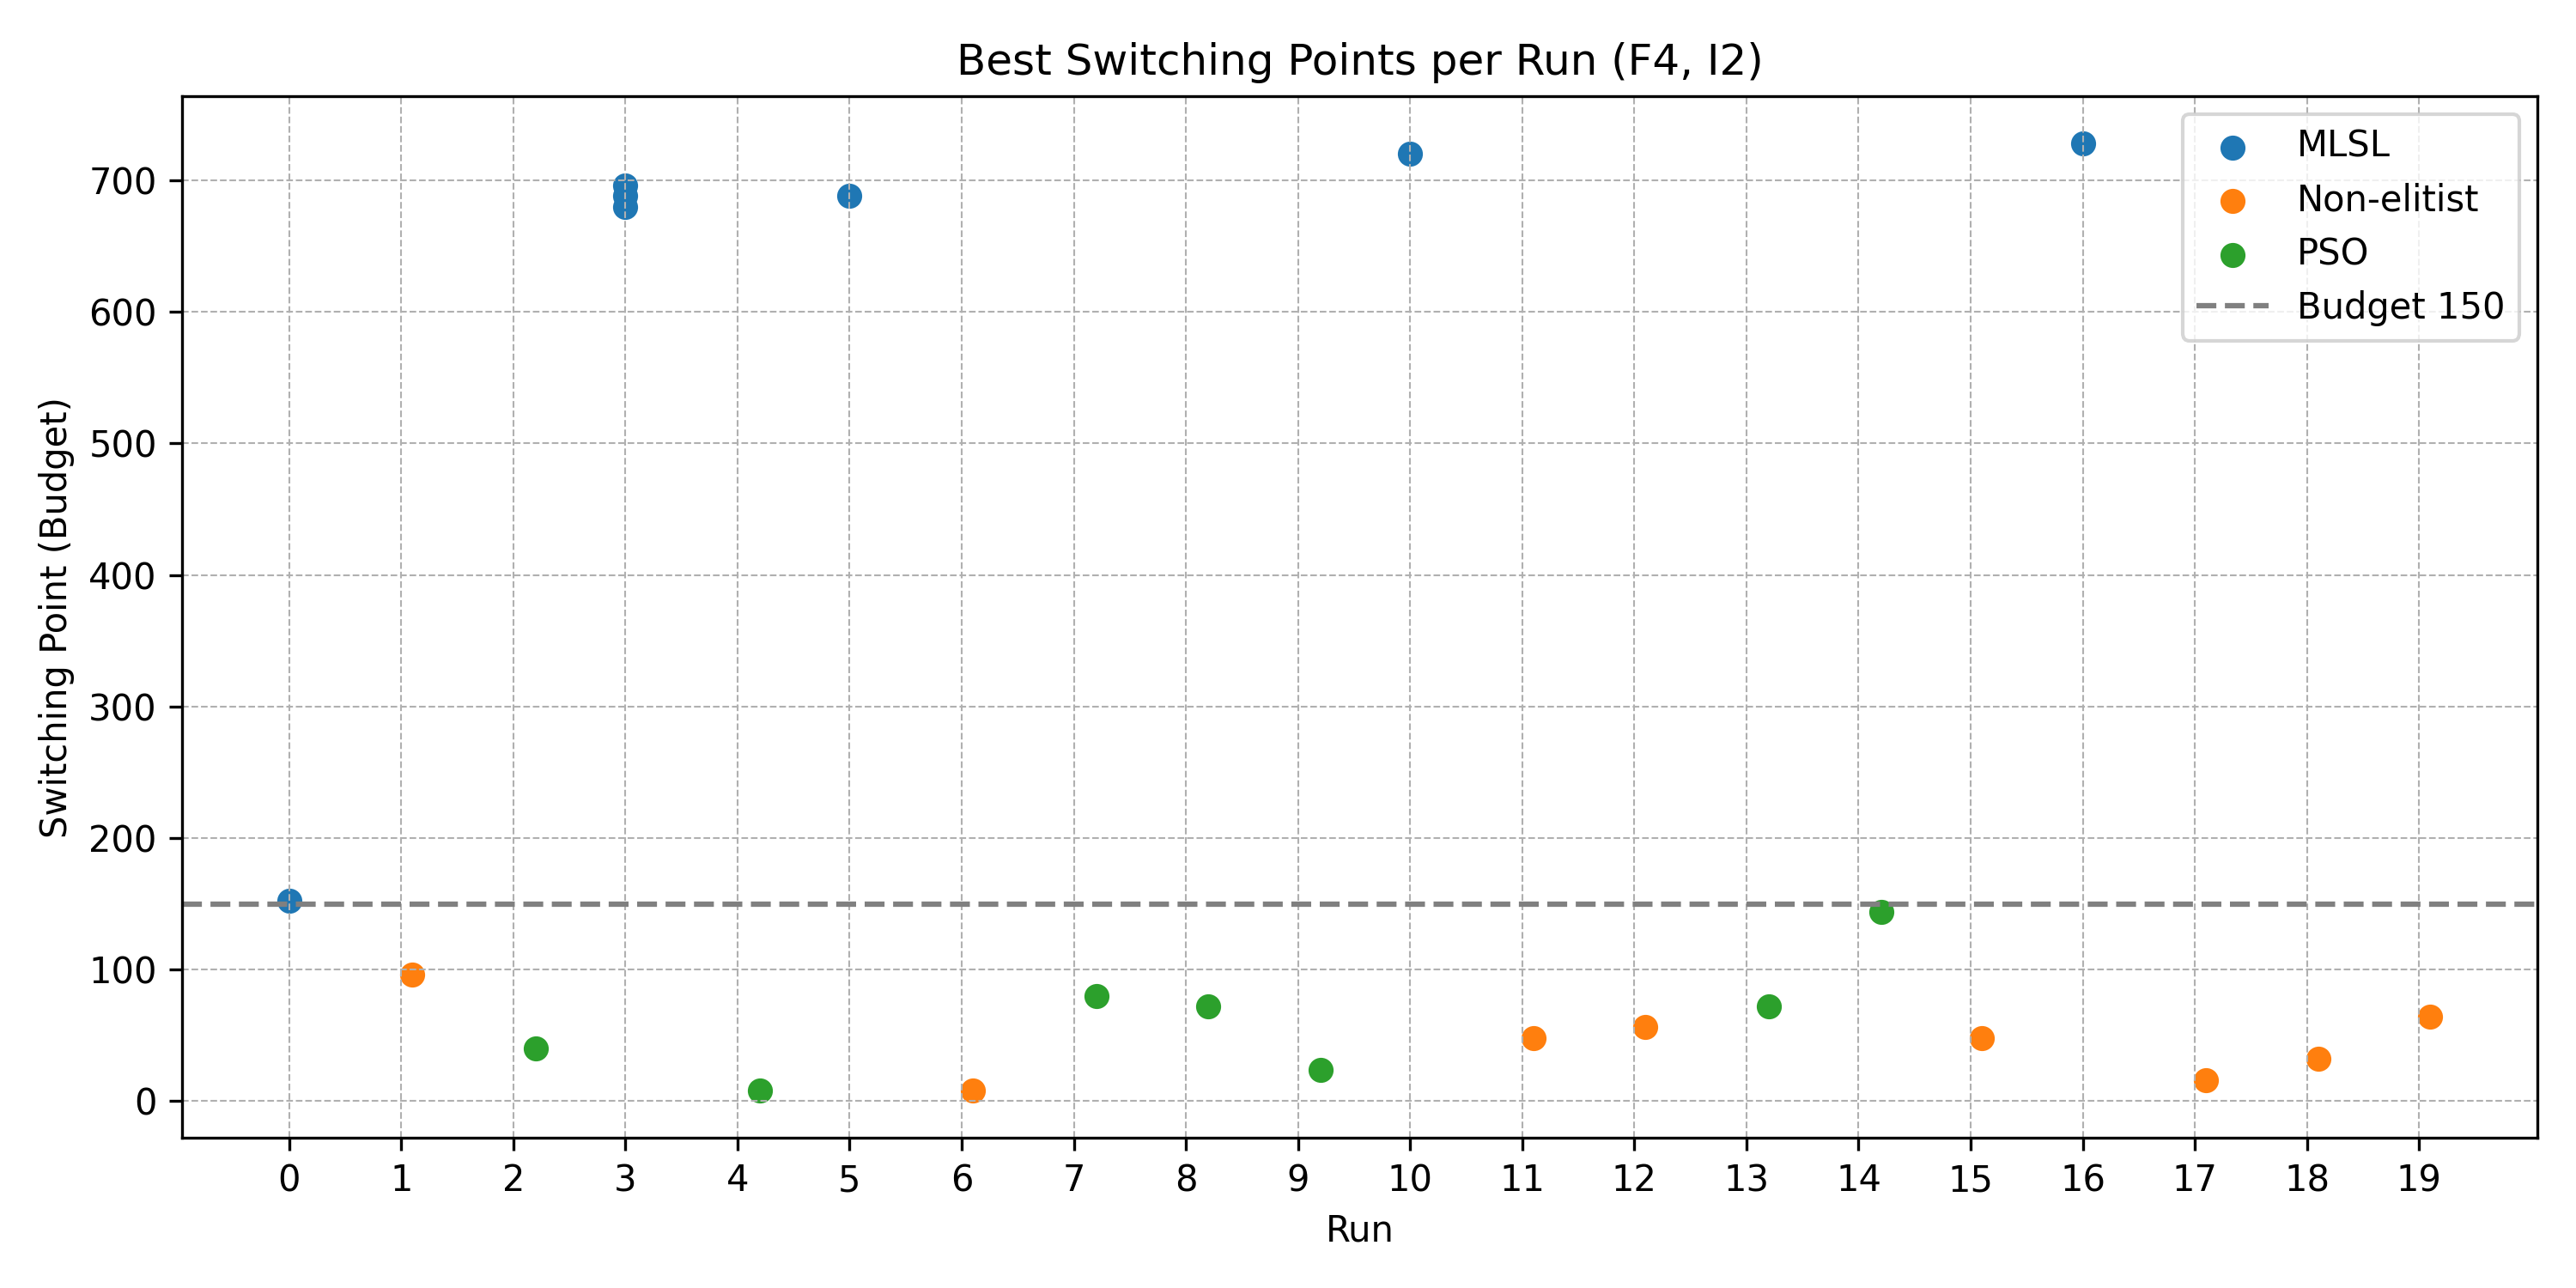 Best Switching Points per Run (F4, I2)
Switching Point (Budget)
700
600
500
400
300
200
100
0
MLSL
Non-elitist
PSO
Budget 150
0 1 2 3 4 5 6 7 8 9 10 11 12 13 14 15 16 17 18 19
Run